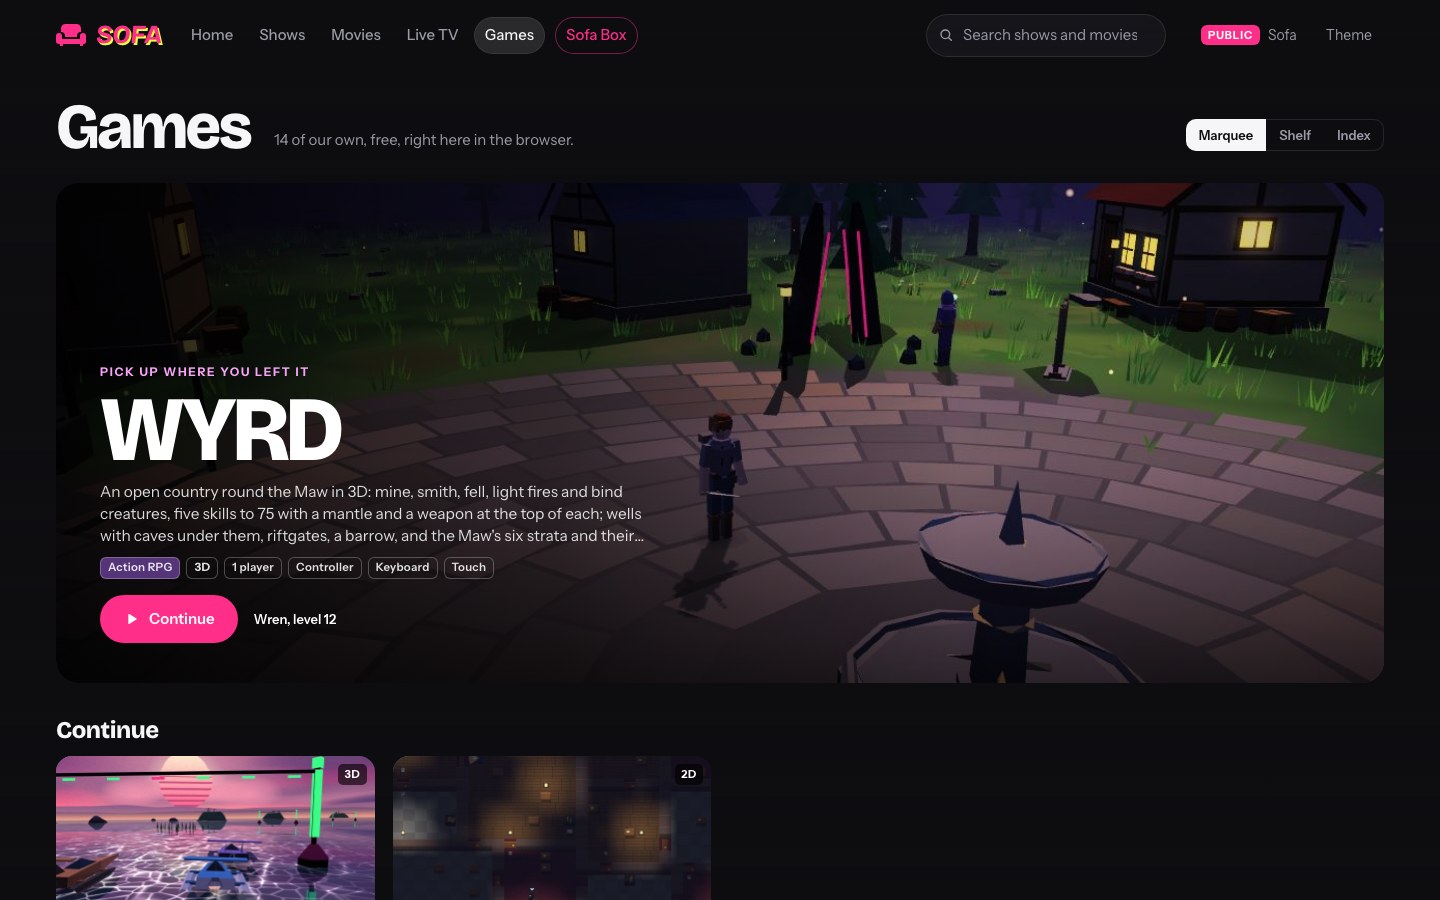 SOFA
Home
Shows
Movies
Live TV
Games
Sofa Box
Search shows and movies
PUBLIC
Sofa
Theme
Games
14 of our own, free, right here in the browser.
Marquee
Shelf
Index
PICK UP WHERE YOU LEFT IT
WYRD
An open country round the Maw in 3D: mine, smith, fell, light fires and bind
creatures, five skills to 75 with a mantle and a weapon at the top of each; wells
with caves under them, riftgates, a barrow, and the Maw's six strata and their...
Action RPG
3D
1 player
Controller
Keyboard
Touch
Continue
Wren, level 12
Continue
3D
2D